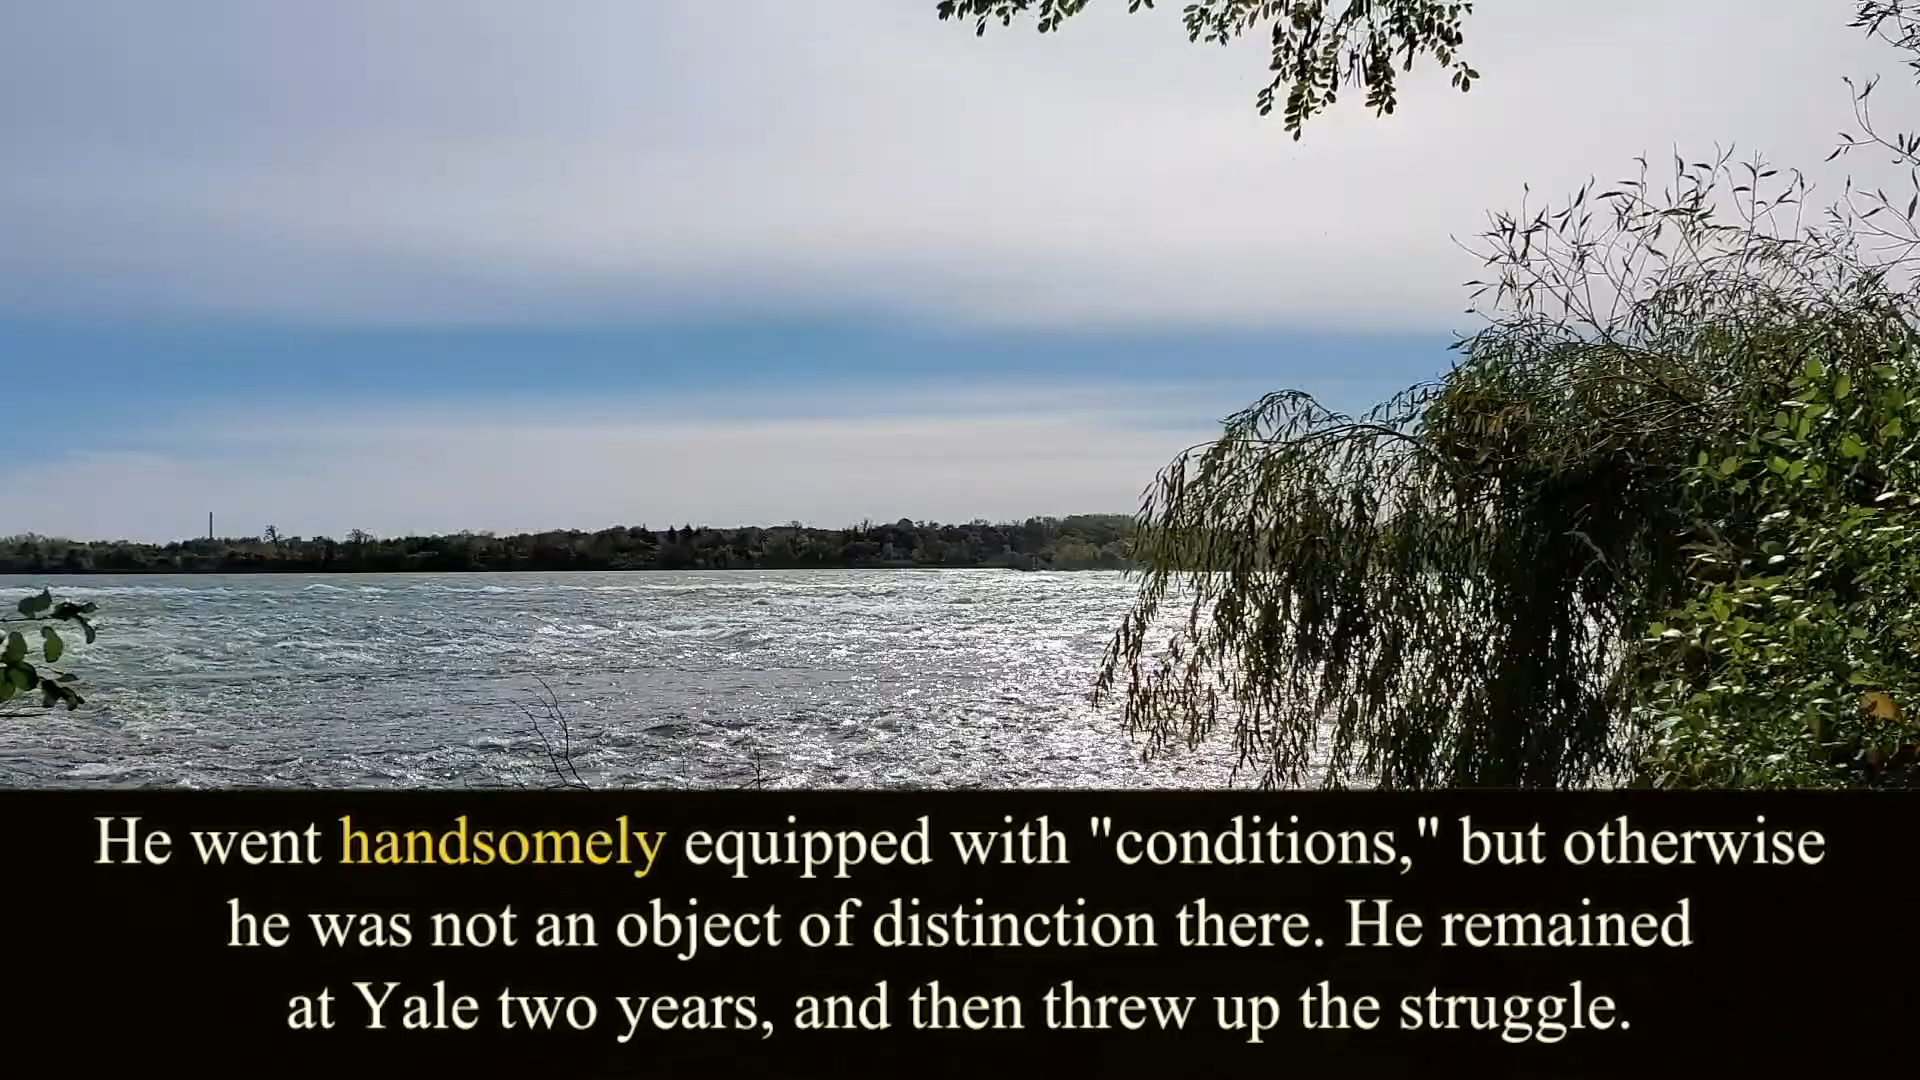 He went handsomely equipped with "conditions," but otherwise
he was not an object of distinction there. He remained
at Yale two years, and then threw up the struggle.